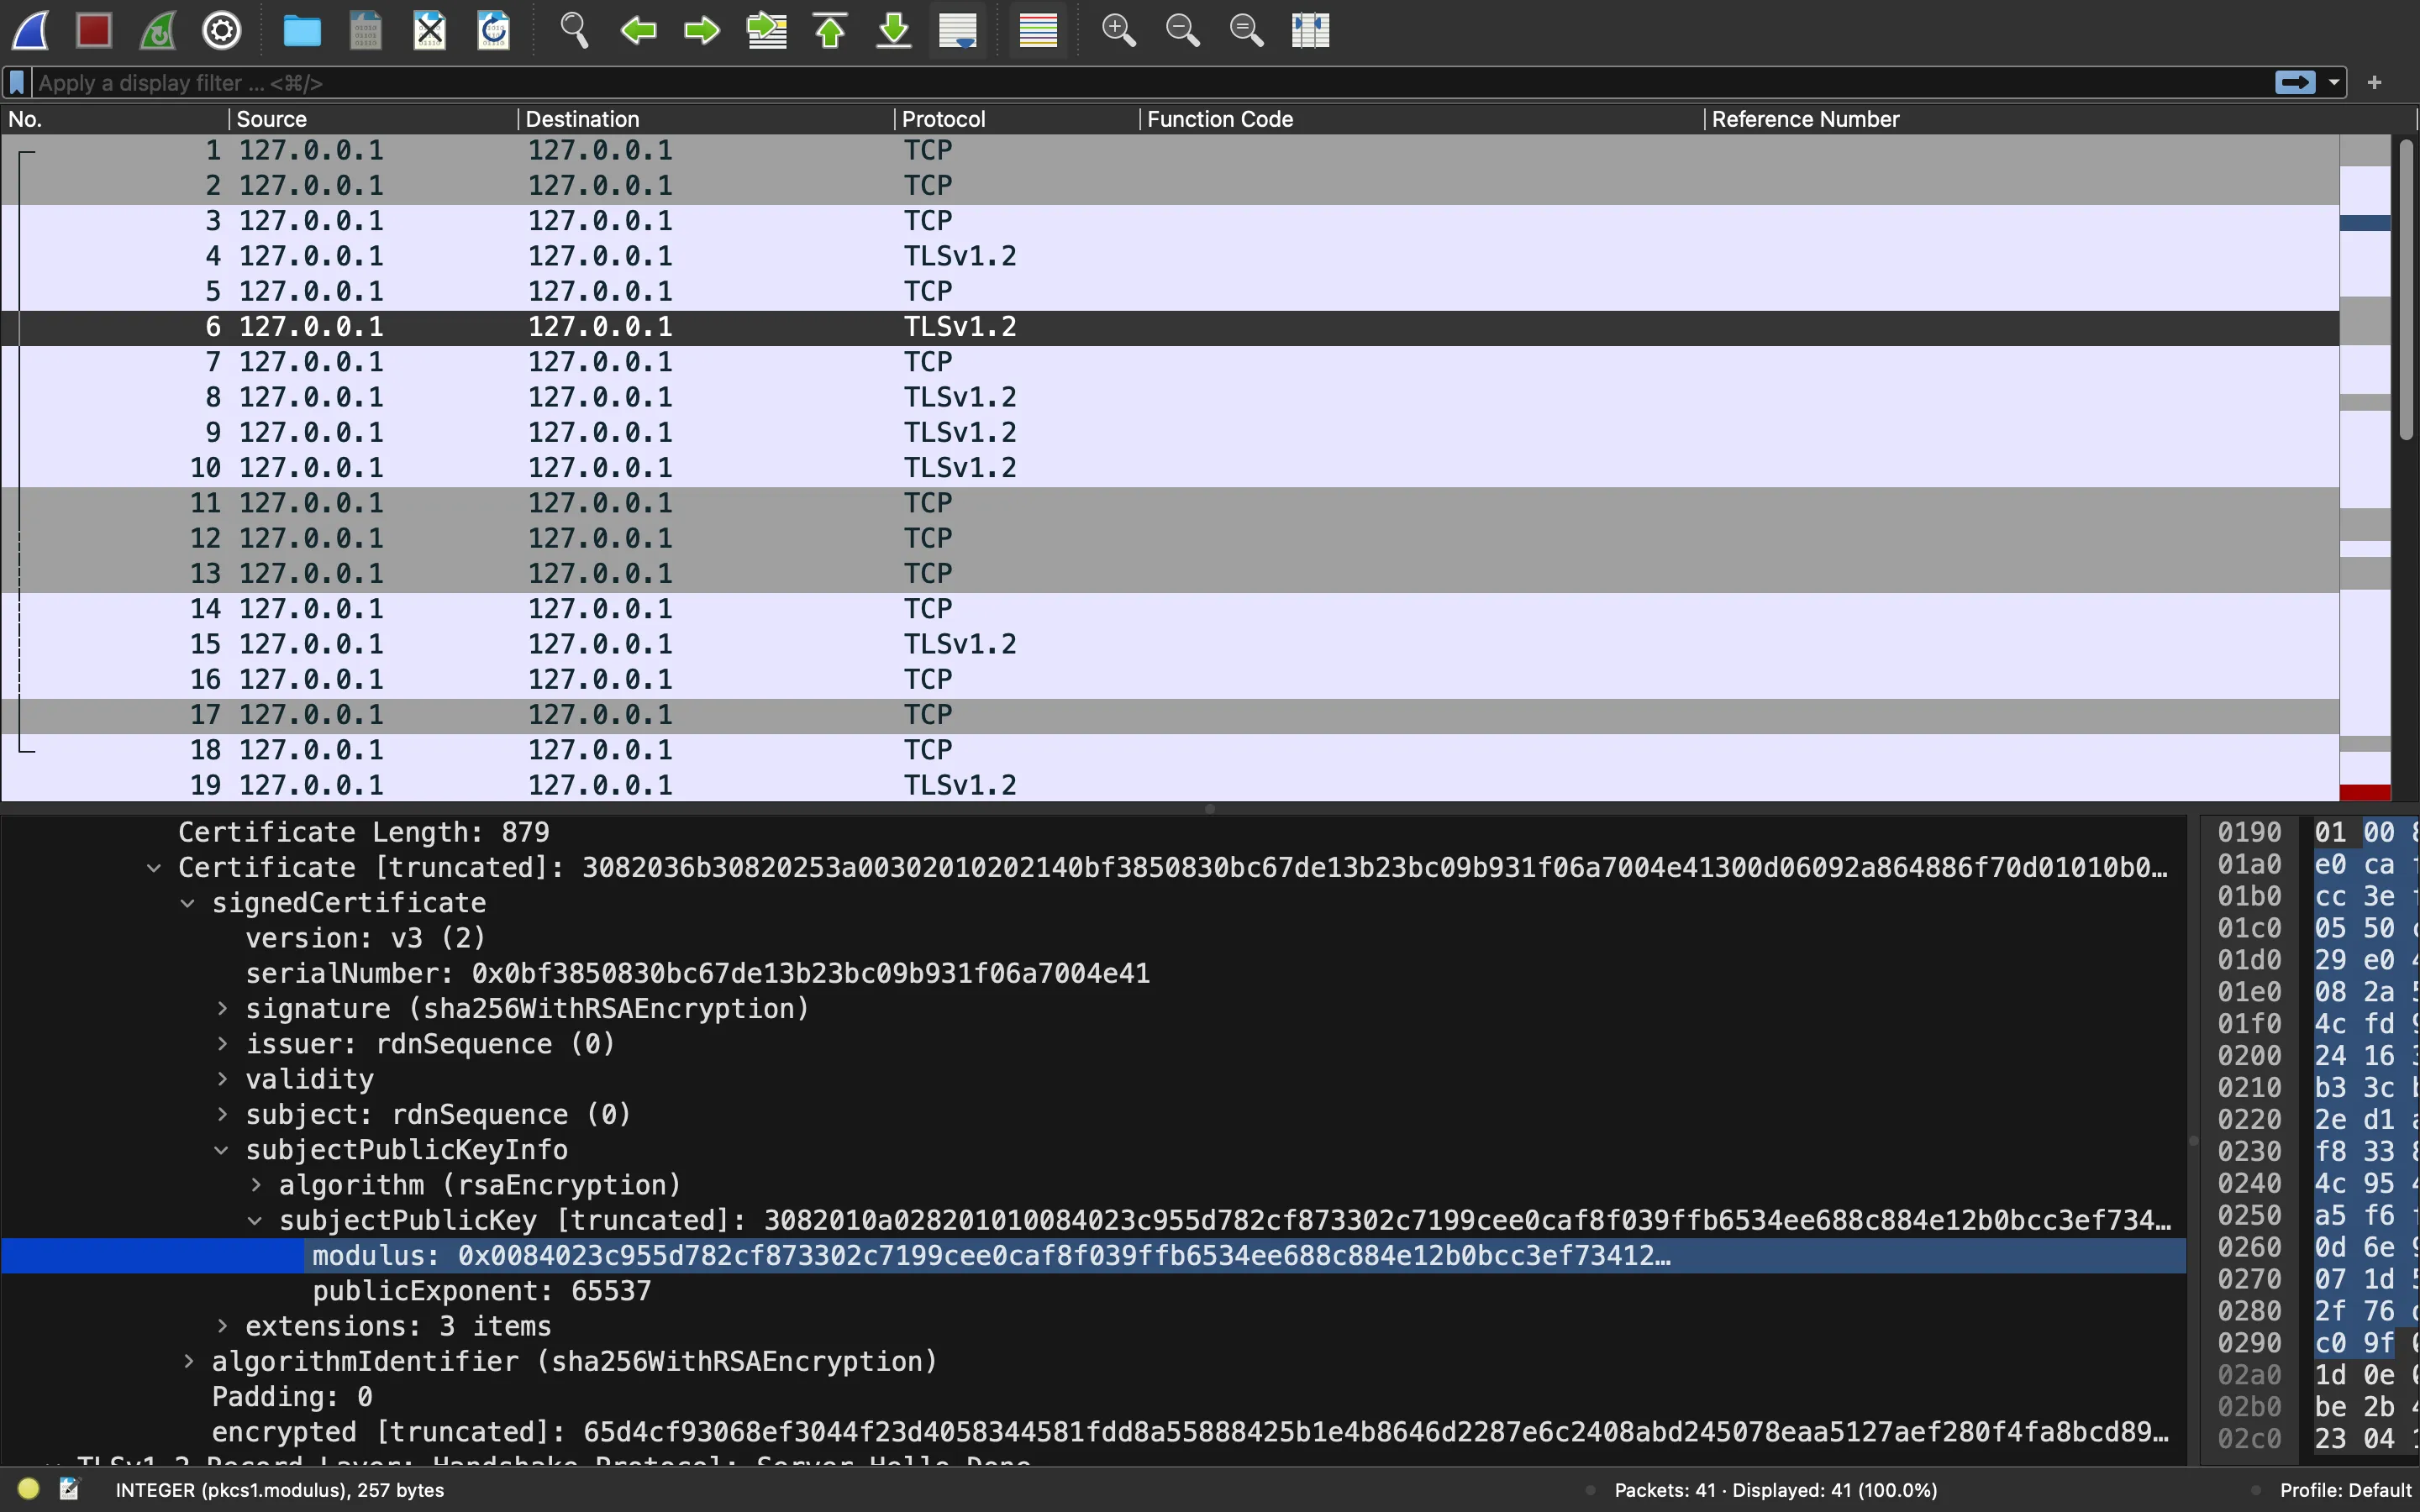 Apply a display filter ... <⌘/>
No. Source Destination Protocol Function Code Reference Number
1 127.0.0.1 127.0.0.1 TCP
2 127.0.0.1 127.0.0.1 TCP
3 127.0.0.1 127.0.0.1 TCP
4 127.0.0.1 127.0.0.1 TLSv1.2
5 127.0.0.1 127.0.0.1 TCP
6 127.0.0.1 127.0.0.1 TLSv1.2
7 127.0.0.1 127.0.0.1 TCP
8 127.0.0.1 127.0.0.1 TLSv1.2
9 127.0.0.1 127.0.0.1 TLSv1.2
10 127.0.0.1 127.0.0.1 TLSv1.2
11 127.0.0.1 127.0.0.1 TCP
12 127.0.0.1 127.0.0.1 TCP
13 127.0.0.1 127.0.0.1 TCP
14 127.0.0.1 127.0.0.1 TCP
15 127.0.0.1 127.0.0.1 TLSv1.2
16 127.0.0.1 127.0.0.1 TCP
17 127.0.0.1 127.0.0.1 TCP
18 127.0.0.1 127.0.0.1 TCP
19 127.0.0.1 127.0.0.1 TLSv1.2
Certificate Length: 879
Certificate [truncated]: 3082036b30820253a00302010202140bf3850830bc67de13b23bc09b931f06a7004e41300d06092a864886f70d01010b0…
signedCertificate
version: v3 (2)
serialNumber: 0x0bf3850830bc67de13b23bc09b931f06a7004e41
signature (sha256WithRSAEncryption)
issuer: rdnSequence (0)
validity
subject: rdnSequence (0)
subjectPublicKeyInfo
algorithm (rsaEncryption)
subjectPublicKey [truncated]: 3082010a028201010084023c955d782cf873302c7199cee0caf8f039ffb6534ee688c884e12b0bcc3ef734…
modulus: 0x0084023c955d782cf873302c7199cee0caf8f039ffb6534ee688c884e12b0bcc3ef73412…
publicExponent: 65537
extensions: 3 items
algorithmIdentifier (sha256WithRSAEncryption)
Padding: 0
encrypted [truncated]: 65d4cf93068ef3044f23d4058344581fdd8a55888425b1e4b8646d2287e6c2408abd245078eaa5127aef280f4fa8bcd89…
TLSv1.2 Record Layer: Handshake Protocol: Server Hello Done
0190 01 00
01a0 e0 ca
01b0 cc 3e
01c0 05 50
01d0 29 e0
01e0 08 2a
01f0 4c fd
0200 24 16
0210 b3 3c
0220 2e d1
0230 f8 33
0240 4c 95
0250 a5 f6
0260 0d 6e
0270 07 1d
0280 2f 76
0290 c0 9f
02a0 1d 0e
02b0 be 2b
02c0 23 04
INTEGER (pkcs1.modulus), 257 bytes
Packets: 41 · Displayed: 41 (100.0%)
Profile: Default